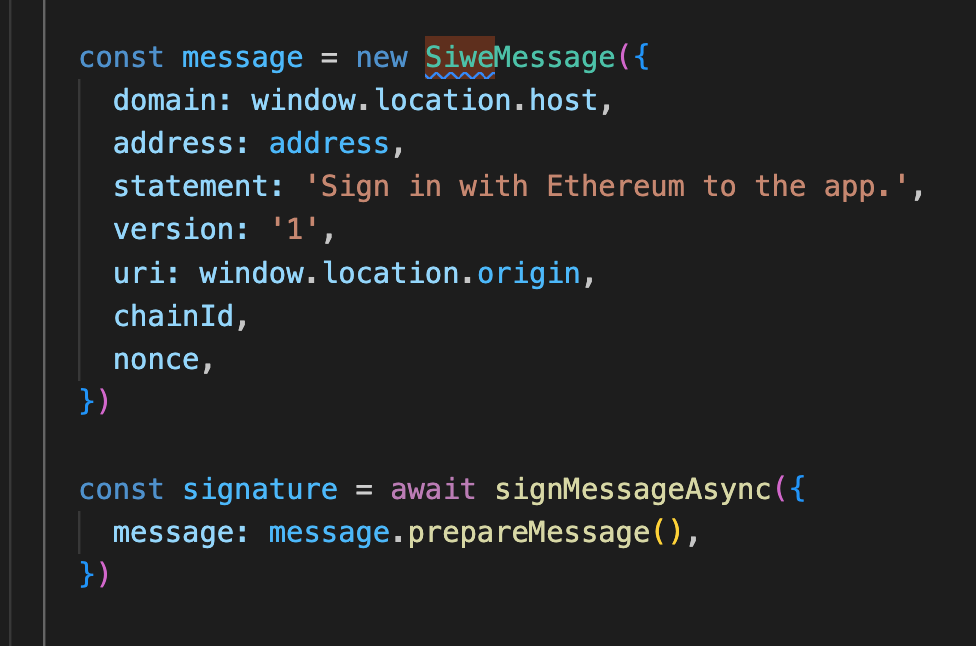 const message = new SiweMessage({
domain: window.location.host,
address: address,
statement: 'Sign in with Ethereum to the app.',
version: '1',
uri: window.location.origin,
chainId,
nonce,
})
const signature = await signMessageAsync({
message: message.prepareMessage(),
})